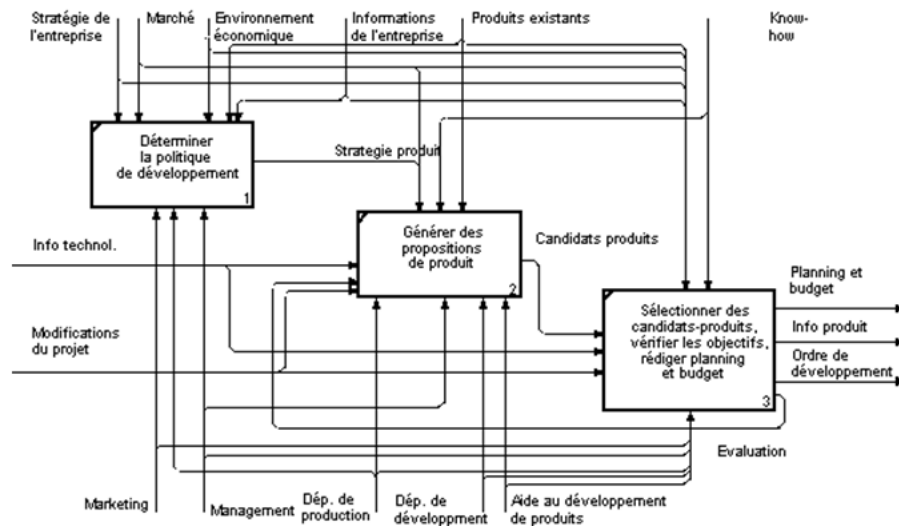 Stratégie de
l'entreprise
Marché
Environnement
économique
Informations
de l'entreprise
Produits existants
Know-
how
Déterminer
la politique
de développement
1
Strategie produit
Info technol.
Générer des
propositions
de produit
2
Candidats produits
Modifications
du projet
Sélectionner des
candidats-produits,
vérifier les objectifs,
rédiger planning
et budget
3
Planning et
budget
Info produit
Ordre de
développement
Evaluation
Marketing
Management
Dép. de
production
Dép. de
développment
Aide au développement
de produits